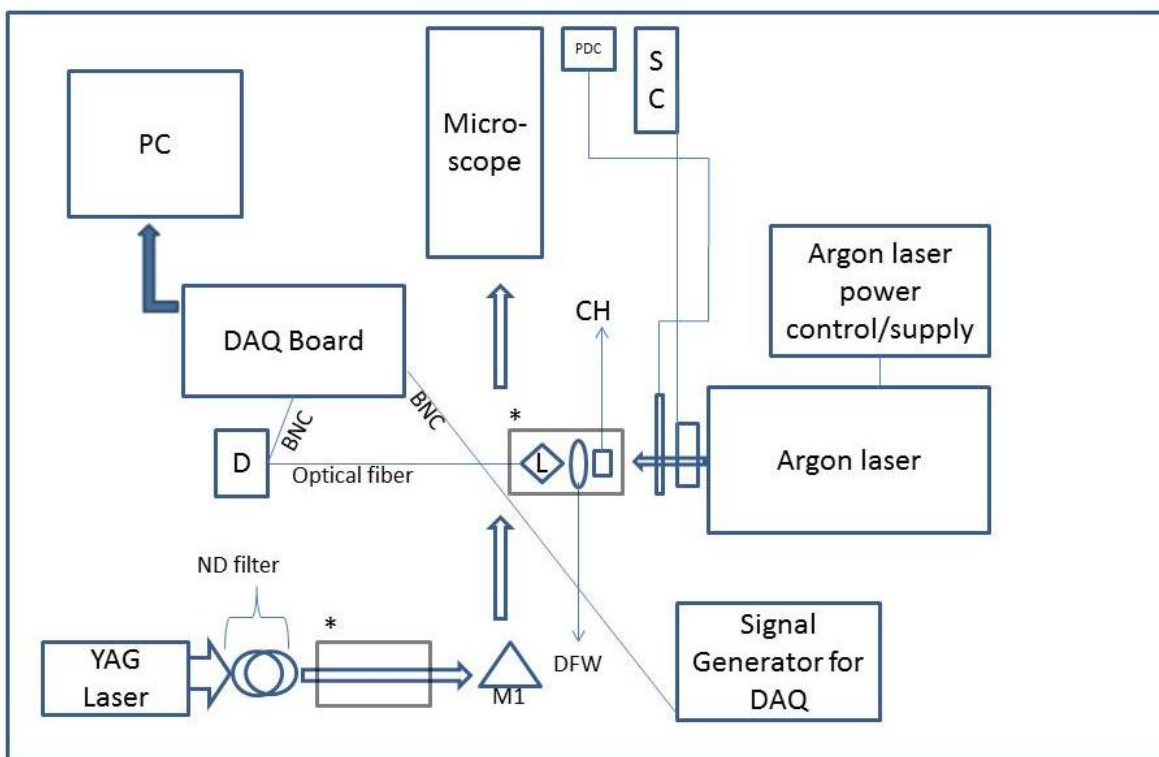 PDC
S
C
PC
Micro-
scope
Argon laser
power
control/supply
CH
DAQ Board
BNC
BNC
*
D
Optical fiber
L
Argon laser
ND filter
*
YAG
Laser
M1
DFW
Signal
Generator for
DAQ